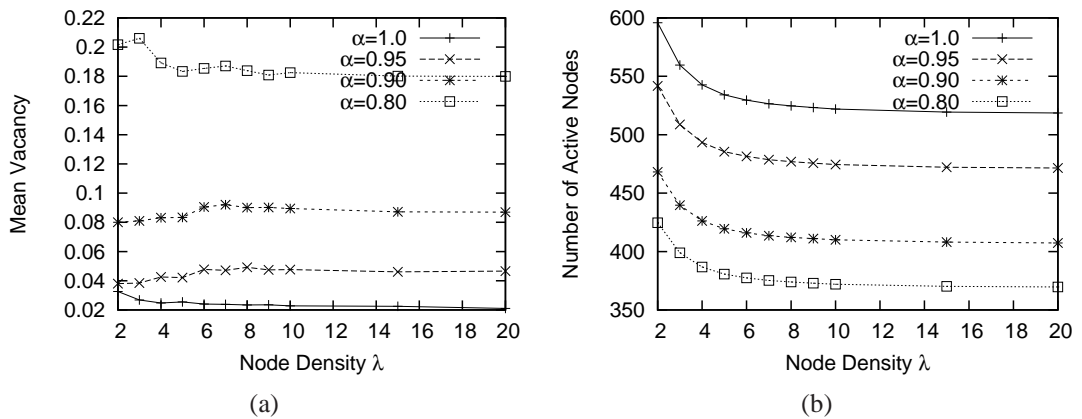 Mean Vacancy
0.22
0.2
0.18
0.16
0.14
0.12
0.1
0.08
0.06
0.04
0.02
2 4 6 8 10 12 14 16 18 20
Node Density λ
α=1.0
α=0.95
α=0.90
α=0.80
(a)
Number of Active Nodes
600
550
500
450
400
350
2 4 6 8 10 12 14 16 18 20
Node Density λ
α=1.0
α=0.95
α=0.90
α=0.80
(b)